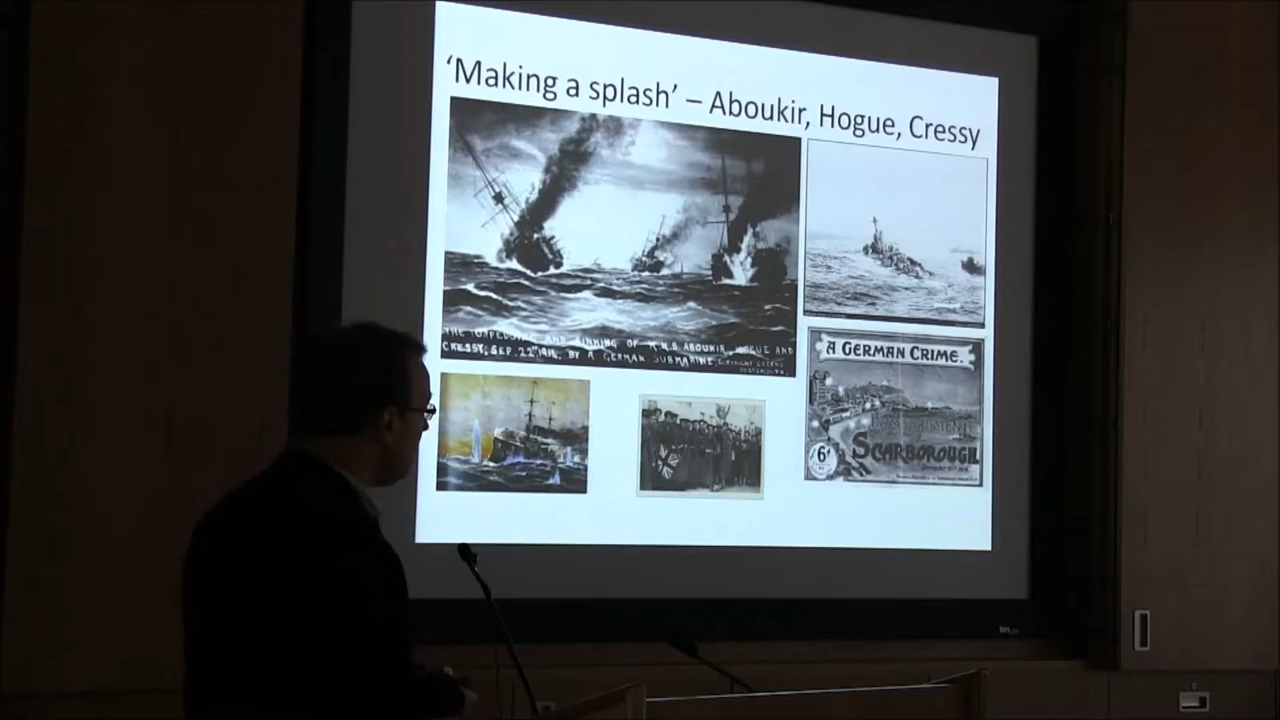 ‘Making a splash’ – Aboukir, Hogue, Cressy
THE TORPEDOING AND SINKING OF H.M.S. ABOUKIR, HOGUE AND
CRESSY, SEP. 22ND 1914, BY A GERMAN SUBMARINE.
A GERMAN CRIME.
BOMBARDMENT
SCARBOROUGH
6D